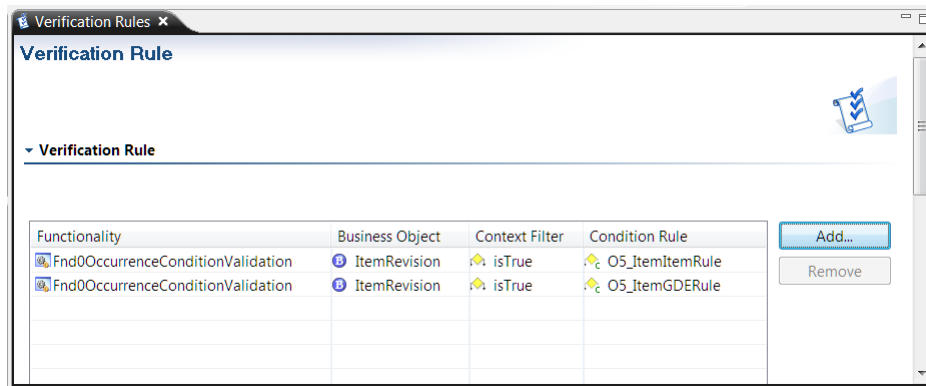 Verification Rules
Verification Rule
Verification Rule
Functionality Business Object Context Filter Condition Rule Add...
Fnd0OccurrenceConditionValidation ItemRevision isTrue O5_ItemItemRule
Remove
Fnd0OccurrenceConditionValidation ItemRevision isTrue O5_ItemGDERule